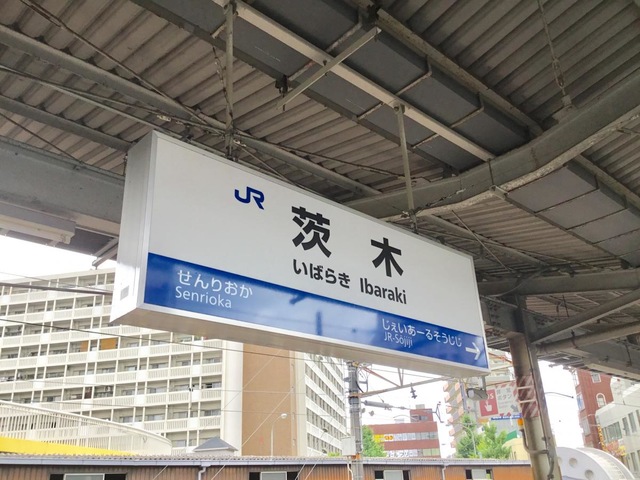 JR
茨木
いばらき Ibaraki
せんりおか
Senrioka
じぇいあーるそうじじ
JR-Sōjiji